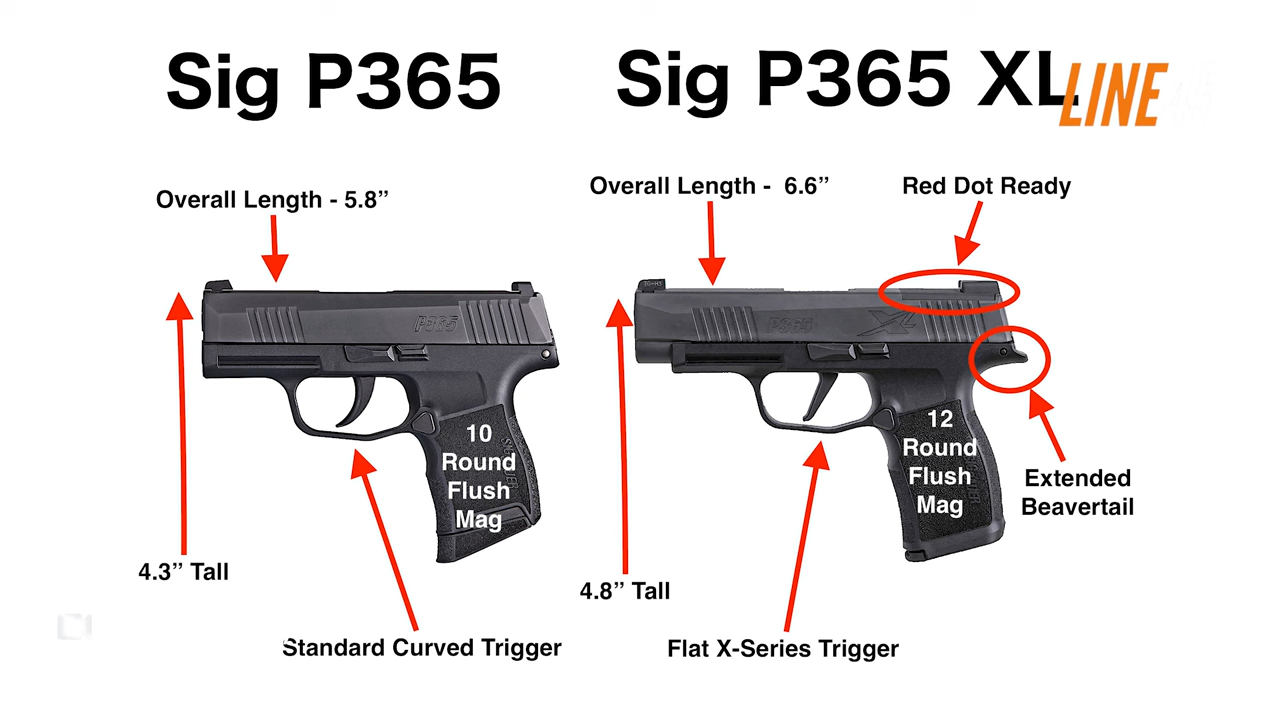 Sig P365
Sig P365 XL
LINE
Overall Length - 5.8”
Overall Length - 6.6”
Red Dot Ready
P365
P365
XL
10
Round
Flush
Mag
12
Round
Flush
Mag
Extended
Beavertail
4.3” Tall
4.8” Tall
Standard Curved Trigger
Flat X-Series Trigger